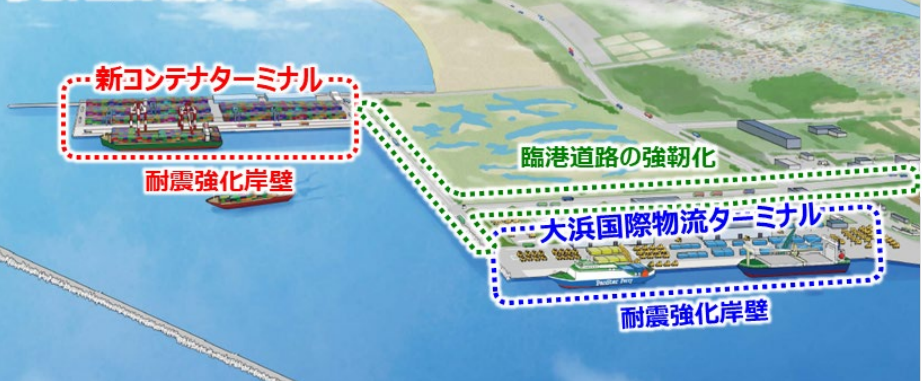 新コンテナターミナル
耐震強化岸壁
臨港道路の強靭化
大浜国際物流ターミナル
耐震強化岸壁